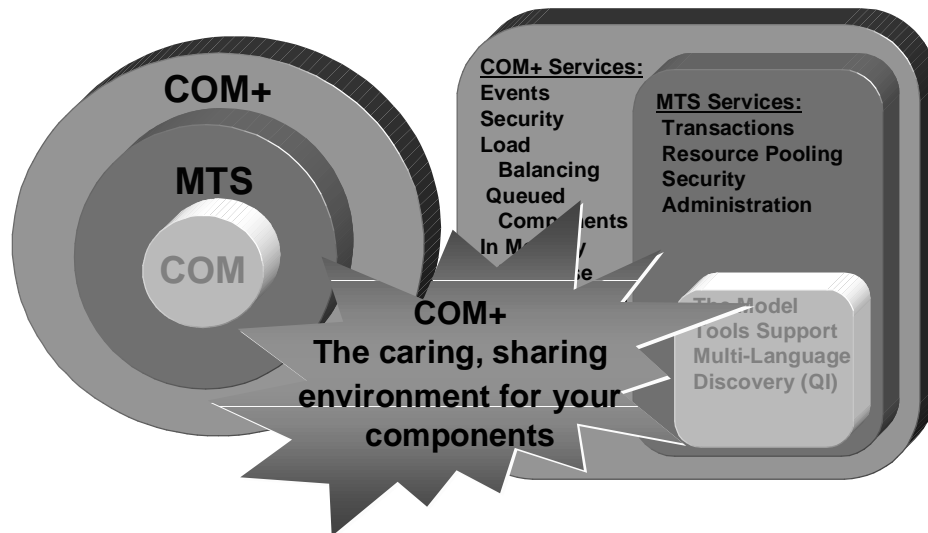 COM+
MTS
COM
COM+ Services:
Events
Security
Load
Balancing
Queued
Components
In
MTS Services:
Transactions
Resource Pooling
Security
Administration
The Model
Tools Support
Multi-Language
Discovery (QI)
COM+
The caring, sharing
environment for your
components